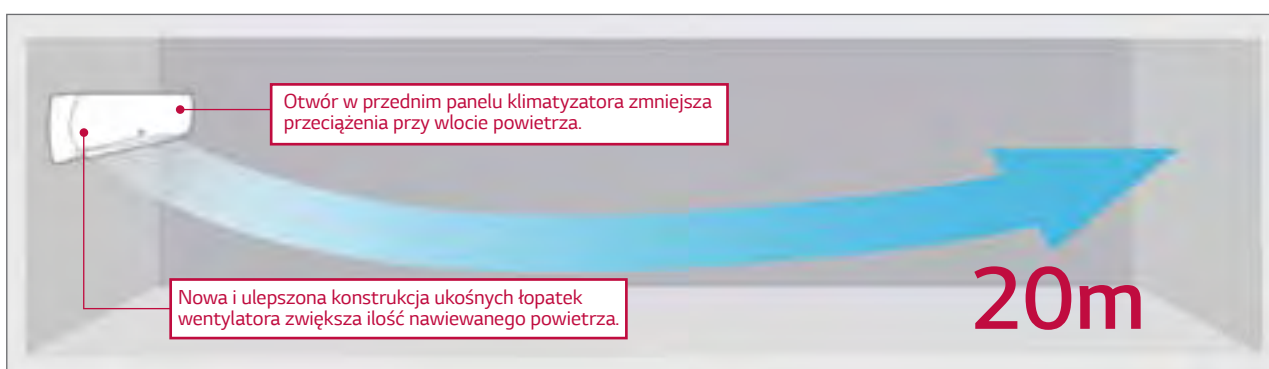 Otwór w przednim panelu klimatyzatora zmniejsza
przeciążenia przy wlocie powietrza.
Nowa i ulepszona konstrukcja ukośnych łopatek
wentylatora zwiększa ilość nawiewanego powietrza.
20m